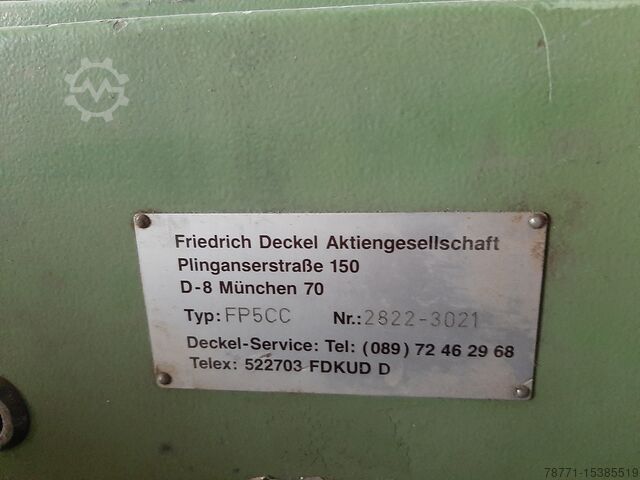 Friedrich Deckel Aktiengesellschaft
Plinganserstraße 150
D-8 München 70
Typ: FP5CC Nr.: 2822-3021
Deckel-Service: Tel: (089) 72 46 29 68
Telex: 522703 FDKUD D
78771-15385519